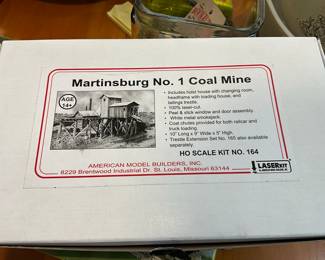 Martinsburg No. 1 Coal Mine
AGE
14+
• Includes hoist house with changing room,
headframe with loading house, and
tailings trestle.
• 100% laser-cut.
• Peel & stick window and door assembly.
• White metal smokejack.
• Coal chutes provided for both railcar and
truck loading.
• 10" Long x 9" Wide x 5" High.
• Trestle Extension Set No. 165 also available
separately.
HO SCALE KIT NO. 164
AMERICAN MODEL BUILDERS, INC.
8229 Brentwood Industrial Dr. St. Louis, Missouri 63144
LASERKIT